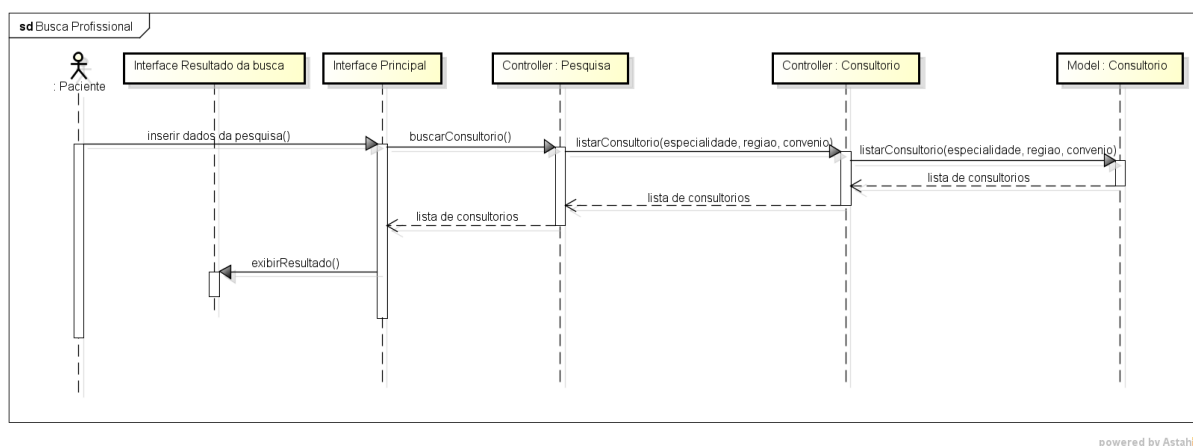 sd Busca Profissional
: Paciente
Interface Resultado da busca
Interface Principal
Controller : Pesquisa
Controller : Consultorio
Model : Consultorio
inserir dados da pesquisa()
buscarConsultorio()
listarConsultorio(especialidade, regiao, convenio)
listarConsultorio(especialidade, regiao, convenio)
lista de consultorios
lista de consultorios
lista de consultorios
exibirResultado()
powered by Astah